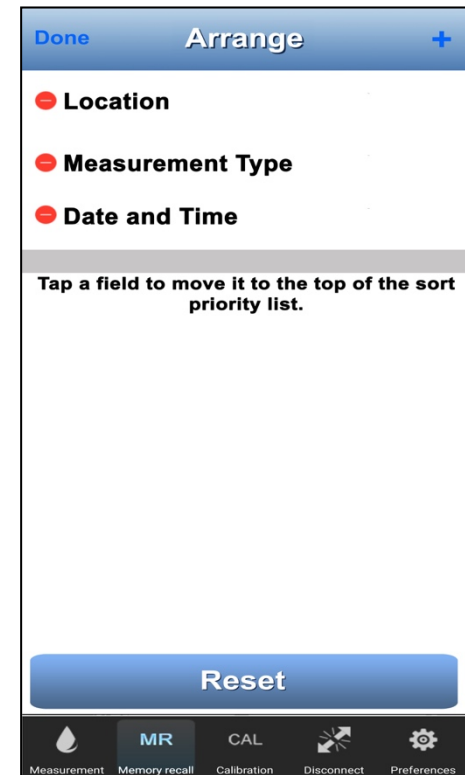 Done Arrange +
Location
Measurement Type
Date and Time
Tap a field to move it to the top of the sort
priority list.
Reset
MR CAL
Measurement Memory recall Calibration Disconnect Preferences